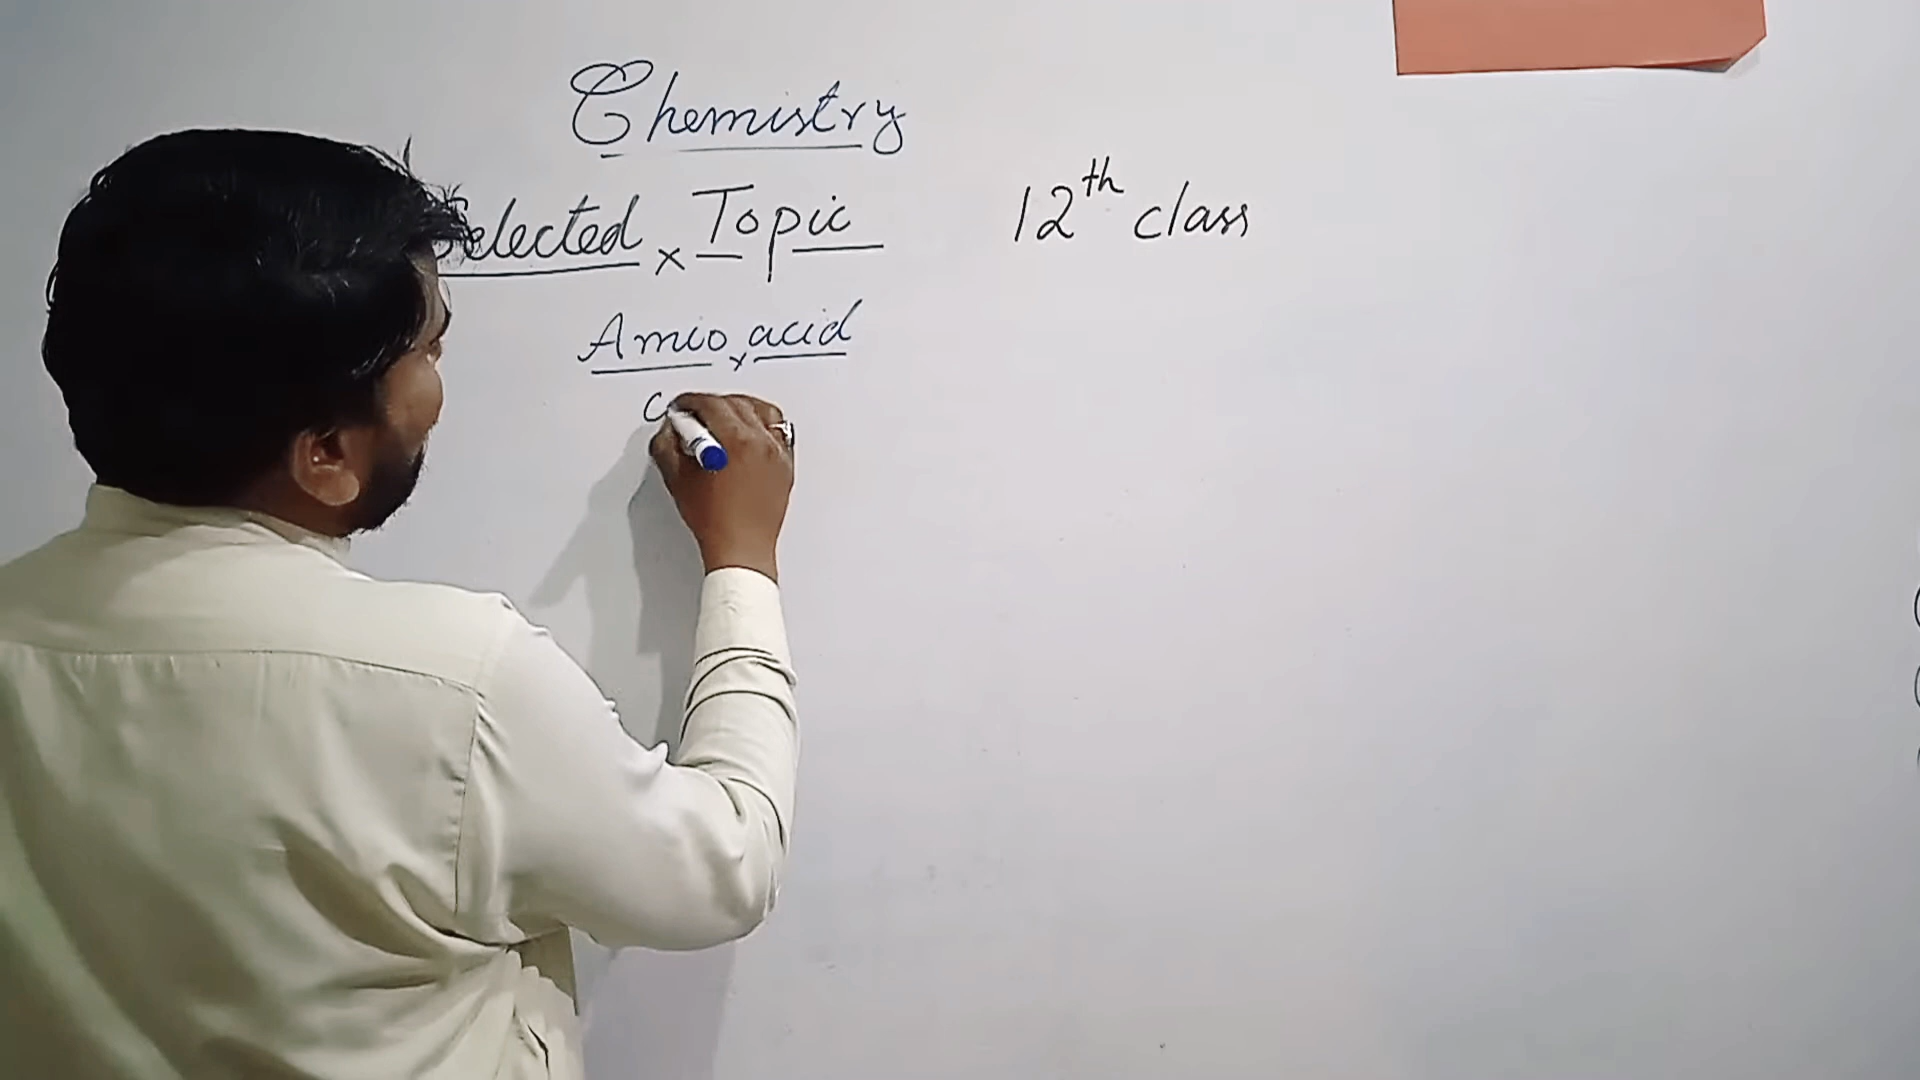 Chemistry
Selected x Topic 12th class
Amio x acid